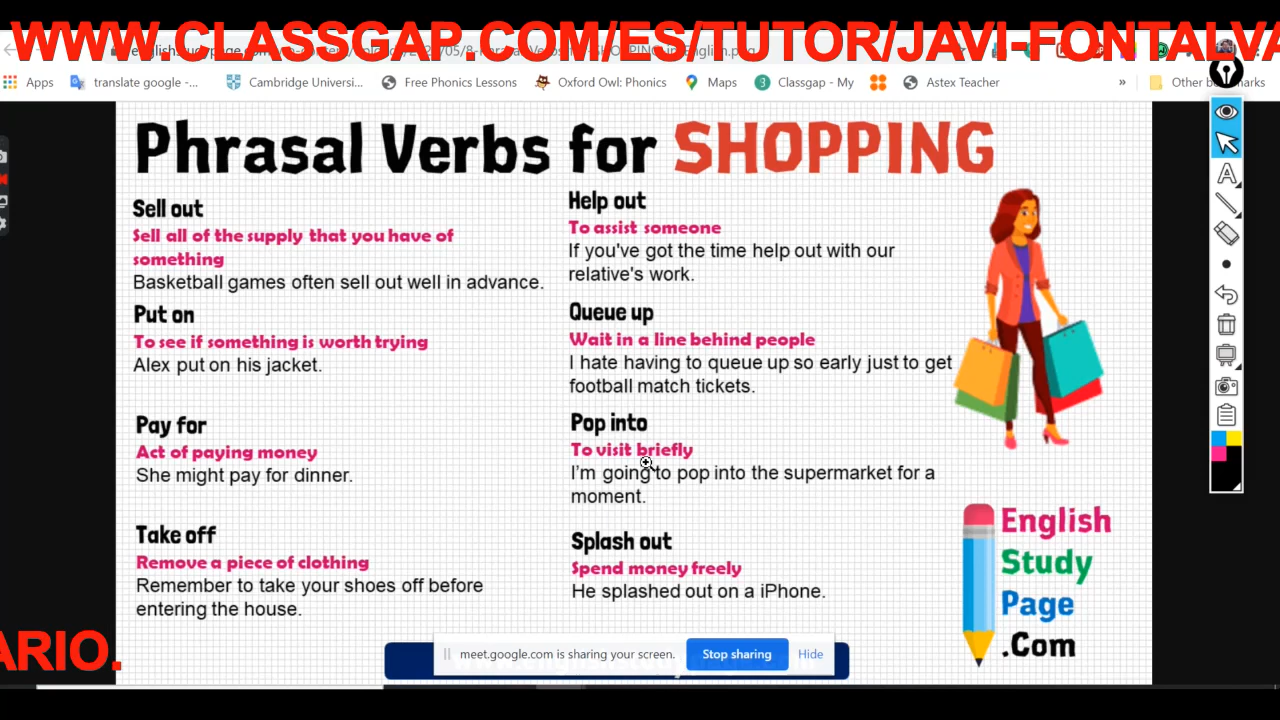 WWW.CLASSGAP.COM/ES/TUTOR/JAVI-FONTALVA
Apps
translate google -...
Cambridge Universi...
Free Phonics Lessons
Oxford Owl: Phonics
Maps
Classgap - My
Astex Teacher
»
Other bookmarks
Phrasal Verbs for SHOPPING
Sell out
Sell all of the supply that you have of
something
Basketball games often sell out well in advance.
Put on
To see if something is worth trying
Alex put on his jacket.
Pay for
Act of paying money
She might pay for dinner.
Take off
Remove a piece of clothing
Remember to take your shoes off before
entering the house.
Help out
To assist someone
If you've got the time help out with our
relative's work.
Queue up
Wait in a line behind people
I hate having to queue up so early just to get
football match tickets.
Pop into
To visit briefly
I'm going to pop into the supermarket for a
moment.
Splash out
Spend money freely
He splashed out on a iPhone.
English
Study
Page
.Com
ARIO.
meet.google.com is sharing your screen.
Stop sharing
Hide